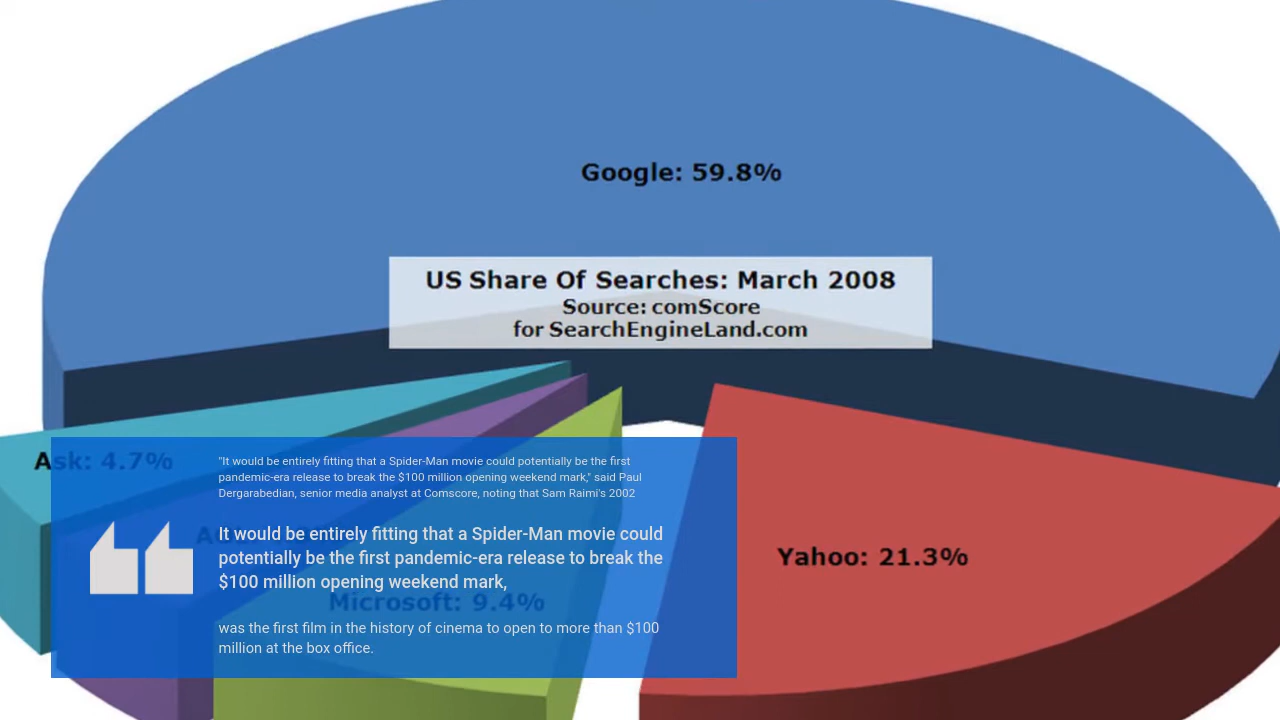 Google: 59.8%
US Share Of Searches: March 2008
Source: comScore
for SearchEngineLand.com
Ask: 4.7%
"It would be entirely fitting that a Spider-Man movie could potentially be the first
pandemic-era release to break the $100 million opening weekend mark," said Paul
Dergarabedian, senior media analyst at Comscore, noting that Sam Raimi's 2002
It would be entirely fitting that a Spider-Man movie could
potentially be the first pandemic-era release to break the
$100 million opening weekend mark,
Yahoo: 21.3%
Microsoft: 9.4%
was the first film in the history of cinema to open to more than $100
million at the box office.